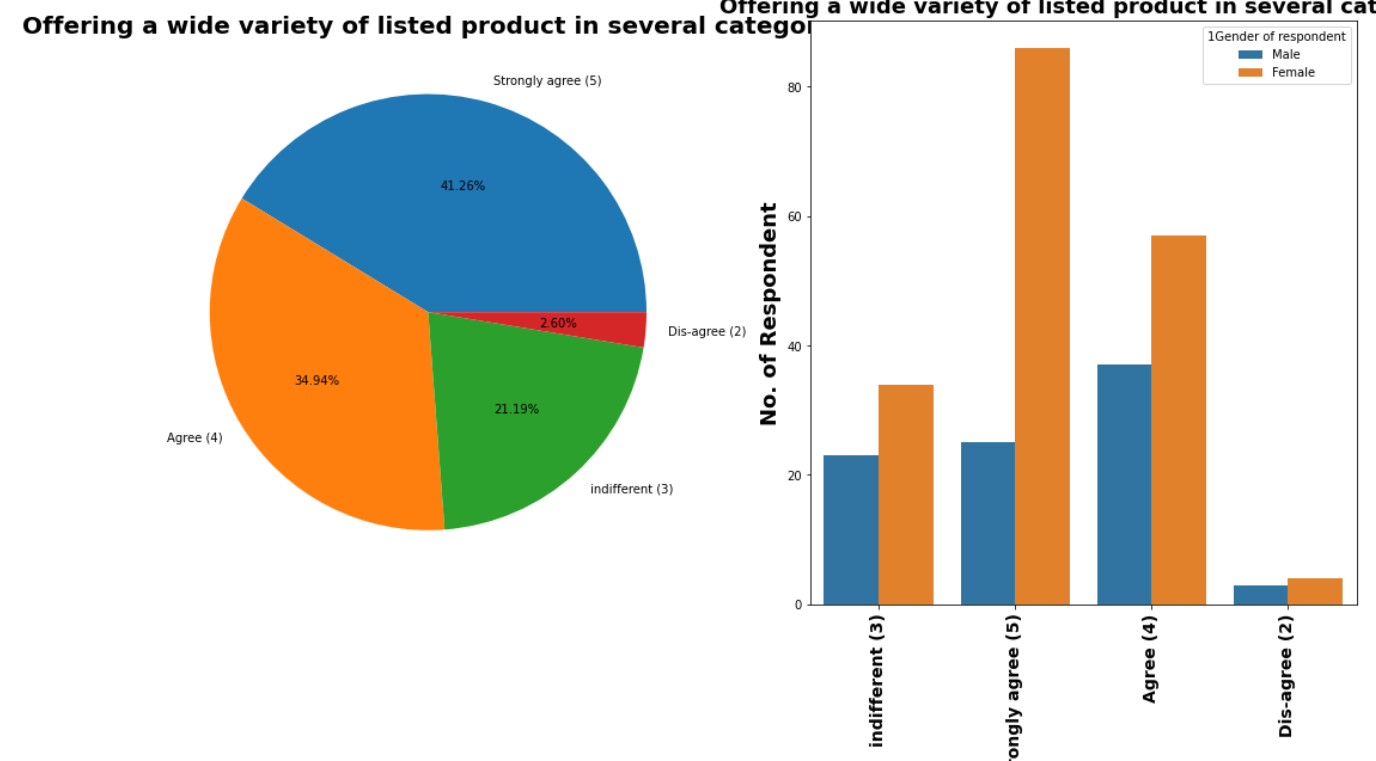 Offering a wide variety of listed product in several catego
Strongly agree (5)
41.26%
2.60%
Dis-agree (2)
34.94%
21.19%
Agree (4)
indifferent (3)
Offering a wide variety of listed product in several cat
1Gender of respondent
Male
Female
No. of Respondent
80
60
40
20
0
indifferent (3)
rongly agree (5)
Agree (4)
Dis-agree (2)